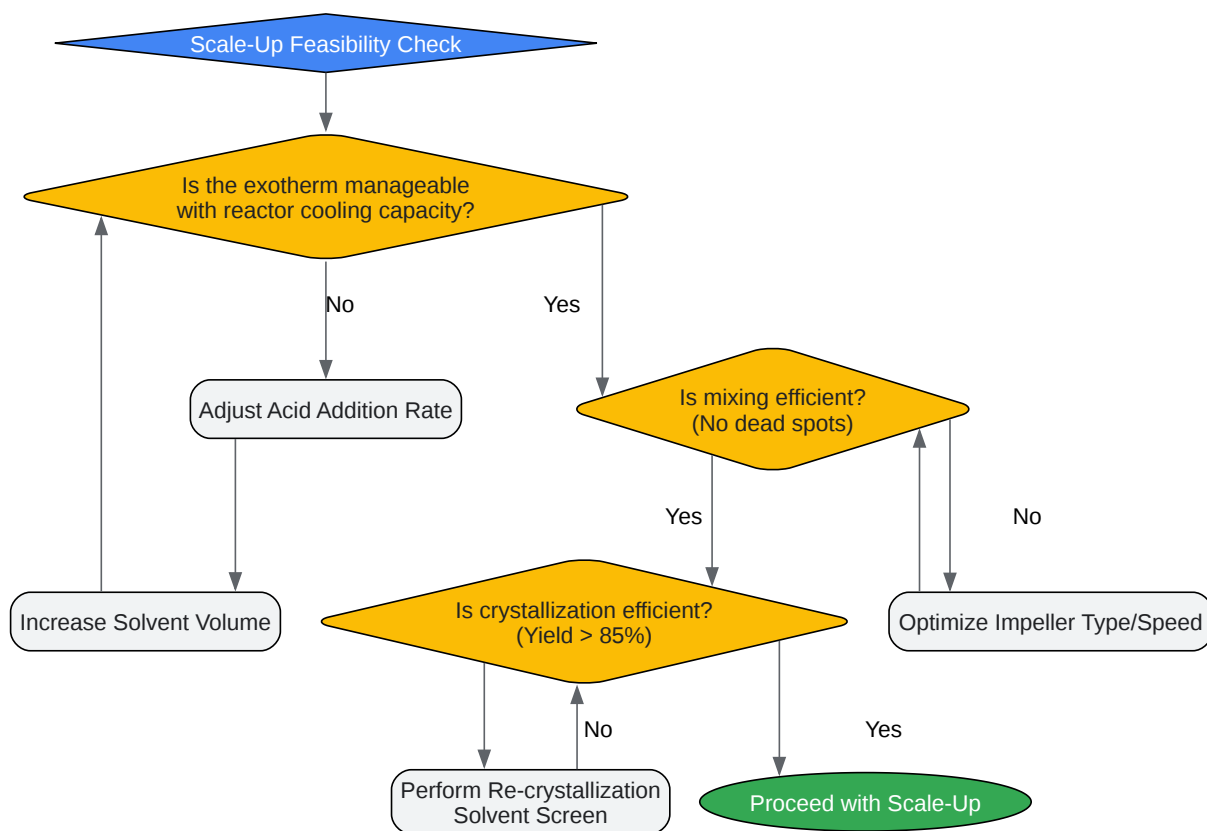 Scale-Up Feasibility Check
Is the exotherm manageable
with reactor cooling capacity?
No
Yes
Adjust Acid Addition Rate
Is mixing efficient?
(No dead spots)
Yes
No
Increase Solvent Volume
Is crystallization efficient?
(Yield > 85%)
Optimize Impeller Type/Speed
No
Yes
Perform Re-crystallization
Solvent Screen
Proceed with Scale-Up